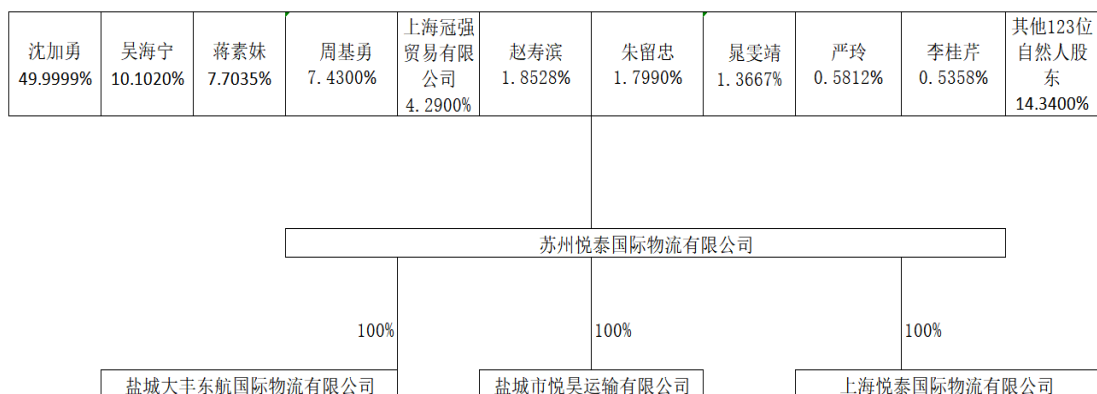 沈加勇
49.9999%
吴海宁
10.1020%
蒋素妹
7.7035%
周基勇
7.4300%
上海冠强
贸易有限
公司
4.2900%
赵寿滨
1.8528%
朱留忠
1.7990%
晁雯靖
1.3667%
严玲
0.5812%
李桂芹
0.5358%
其他123位
自然人股
东
14.3400%
苏州悦泰国际物流有限公司
100%
100%
100%
盐城大丰东航国际物流有限公司
盐城市悦昊运输有限公司
上海悦泰国际物流有限公司